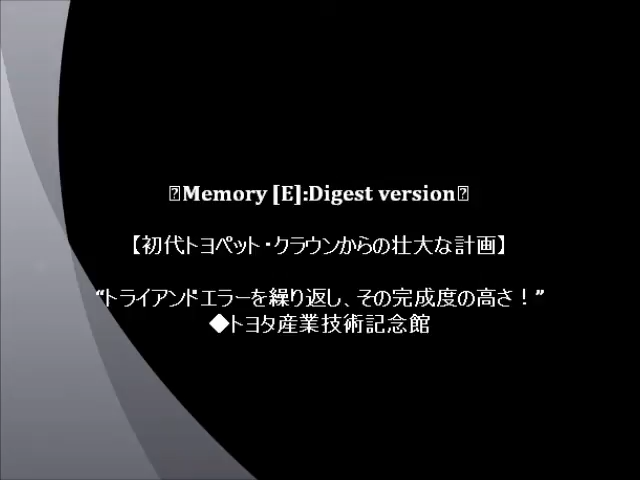 Memory [E]:Digest version
【初代トヨペット・クラウンからの壮大な計画】
“トライアンドエラーを繰り返し、その完成度の高さ！”
◆トヨタ産業技術記念館